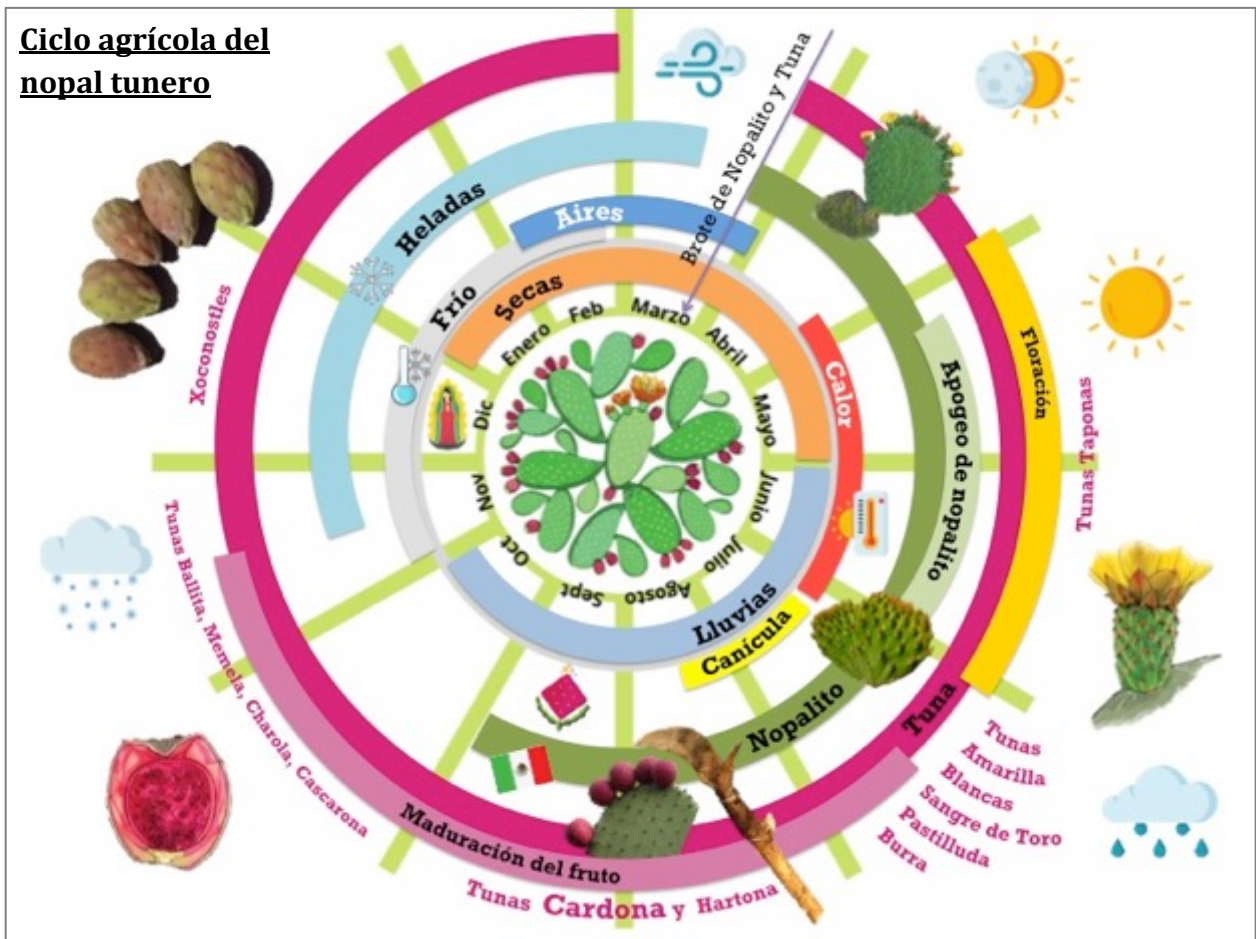 Ciclo agrícola del
nopal tunero
Brote de Nopalito y Tuna
Heladas
Aires
Frío
Secas
Enero
Feb
Marzo
Abril
Mayo
Junio
Julio
Agosto
Sept
Oct
Nov
Dic
Calor
Lluvias
Canícula
Apogeo de nopalito
Nopalito
Floración
Tuna
Maduración del fruto
Xoconostles
Tunas Taponas
Tunas
Amarilla
Blancas
Sangre de Toro
Pastilluda
Burra
Tunas Cardona y Hartona
Tunas Ballita, Memela, Charola, Cascarona